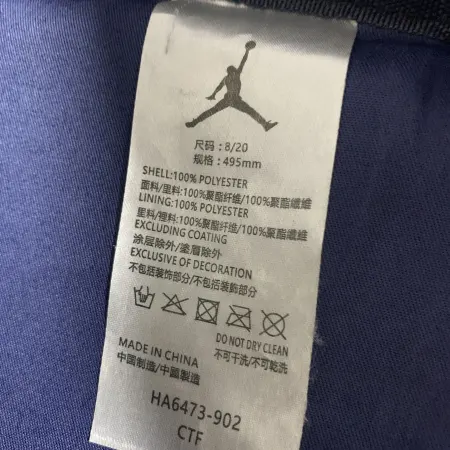 尺码：8/20
规格：495mm
SHELL:100% POLYESTER
面料/里料:100%聚酯纤维/100%聚酯纖維
LINING:100% POLYESTER
里料/裡料:100%聚酯纤维/100%聚酯纖維
EXCLUDING COATING
涂层除外/塗層除外
EXCLUSIVE OF DECORATION
不包括装饰部分/不包括裝飾部分
DO NOT DRY CLEAN
不可干洗/不可乾洗
MADE IN CHINA
中国制造/中國製造
HA6473-902
CTF